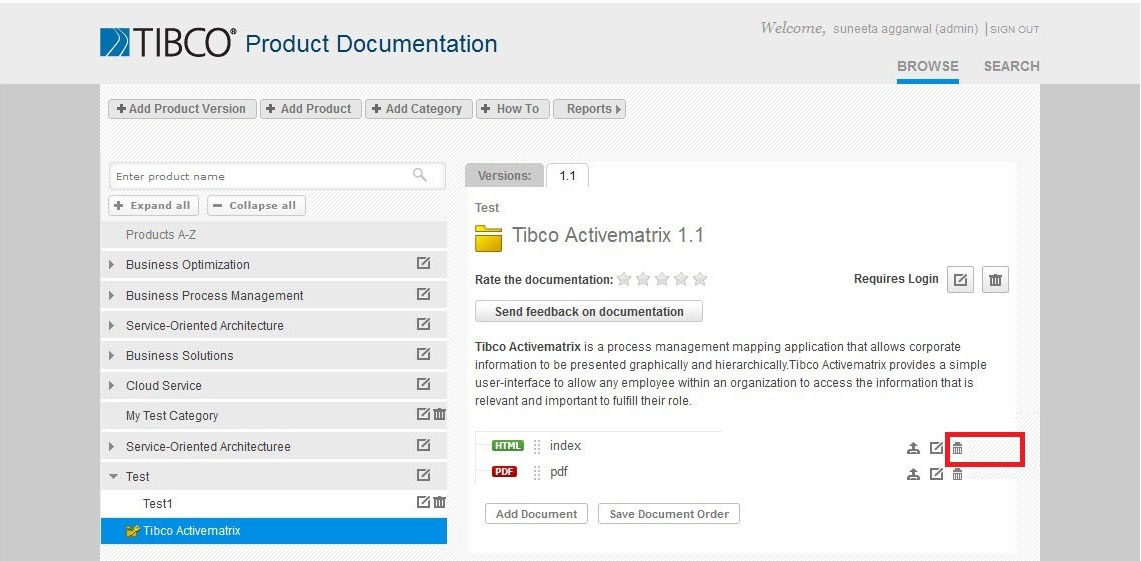 TIBCO® Product Documentation
Welcome, suneeta aggarwal (admin) | SIGN OUT
BROWSE SEARCH
Add Product Version Add Product Add Category How To Reports
Enter product name
Expand all Collapse all
Products A-Z
Business Optimization
Business Process Management
Service-Oriented Architecture
Business Solutions
Cloud Service
My Test Category
Service-Oriented Architecturee
Test
Test1
Tibco Activematrix
Versions: 1.1
Test
Tibco Activematrix 1.1
Rate the documentation:
Requires Login
Send feedback on documentation
Tibco Activematrix is a process management mapping application that allows corporate
information to be presented graphically and hierarchically.Tibco Activematrix provides a simple
user-interface to allow any employee within an organization to access the information that is
relevant and important to fulfill their role.
HTML index
PDF pdf
Add Document Save Document Order